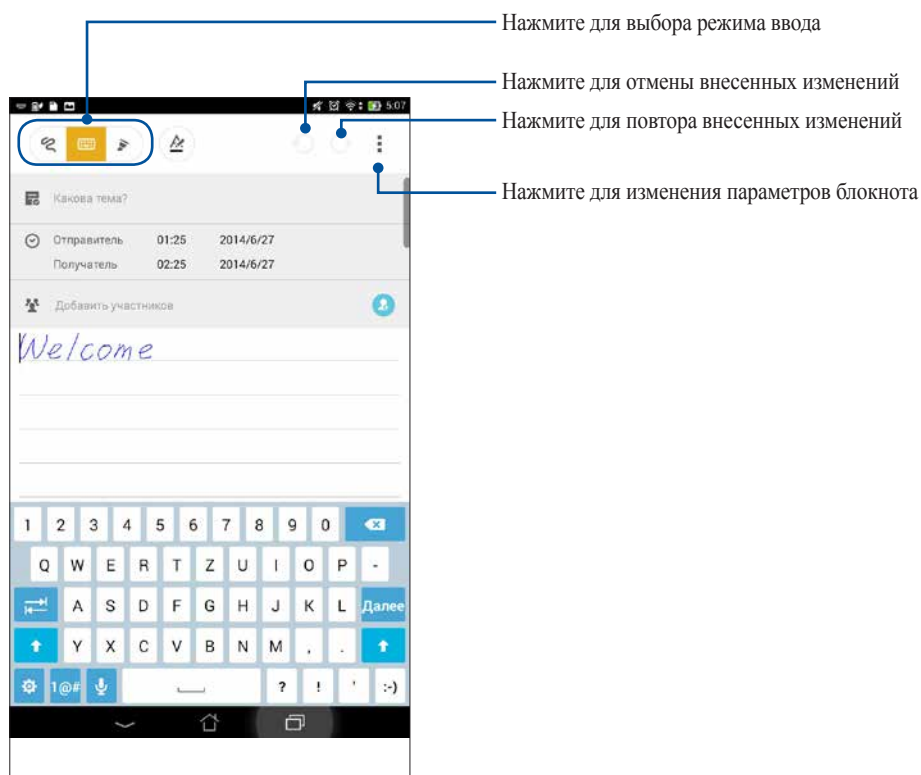 Нажмите для выбора режима ввода
Нажмите для отмены внесенных изменений
Нажмите для повтора внесенных изменений
Нажмите для изменения параметров блокнота
5:07
Какова тема?
Отправитель 01:25 2014/6/27
Получатель 02:25 2014/6/27
Добавить участников
Welcome
1 2 3 4 5 6 7 8 9 0
Q W E R T Z U I O P -
A S D F G H J K L Далее
Y X C V B N M , .
1@# ? ! ' :-)